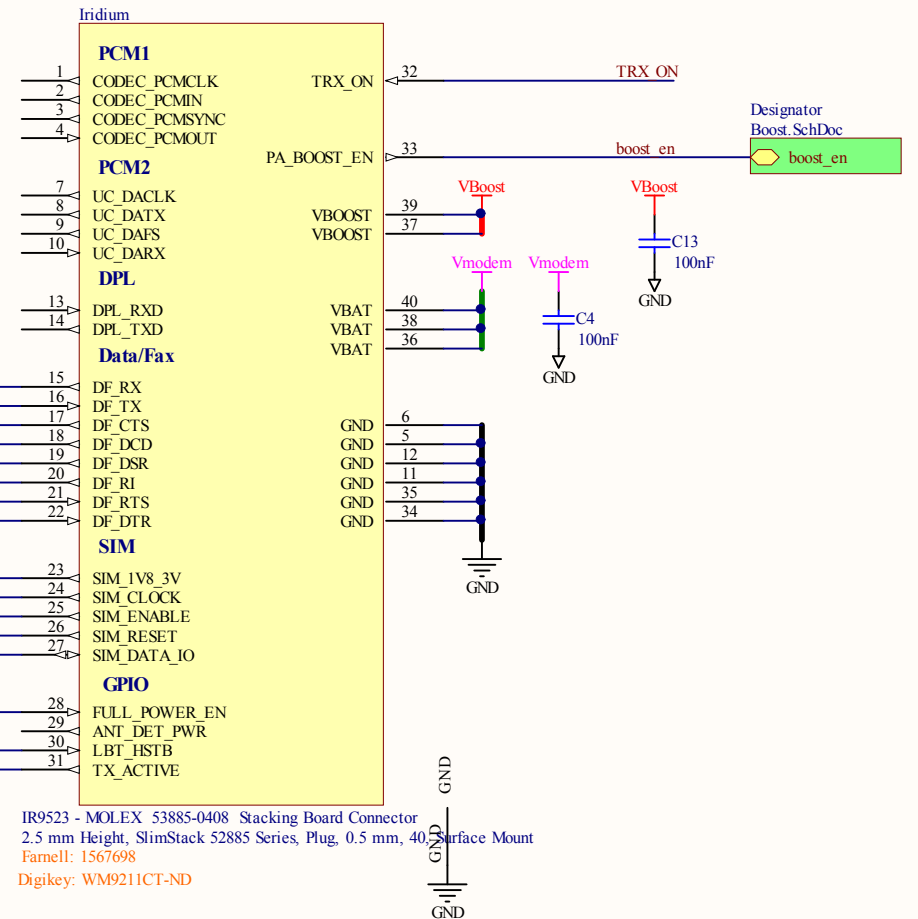 Iridium
PCM1
1 CODEC_PCMCLK
2 CODEC_PCMIN
3 CODEC_PCMSYNC
4 CODEC_PCMOUT
PCM2
7 UC_DACLK
8 UC_DATX
9 UC_DAFS
10 UC_DARX
DPL
13 DPL_RXD
14 DPL_TXD
Data/Fax
15 DF_RX
16 DF_TX
17 DF_CTS
18 DF_DCD
19 DF_DSR
20 DF_RI
21 DF_RTS
22 DF_DTR
SIM
23 SIM_1V8_3V
24 SIM_CLOCK
25 SIM_ENABLE
26 SIM_RESET
27 SIM_DATA_IO
GPIO
28 FULL_POWER_EN
29 ANT_DET_PWR
30 LBT_HSTB
31 TX_ACTIVE
TRX_ON 32 TRX ON
PA_BOOST_EN 33 boost en
Designator
Boost.SchDoc
boost_en
VBoost
VBOOST 39
VBOOST 37
VBoost
C13
100nF
GND
Vmodem
VBAT 40
VBAT 38
VBAT 36
Vmodem
C4
100nF
GND
GND 6
GND 5
GND 12
GND 11
GND 35
GND 34
GND
GND
GND
GND
IR9523 - MOLEX 53885-0408 Stacking Board Connector
2.5 mm Height, SlimStack 52885 Series, Plug, 0.5 mm, 40, Surface Mount
Farnell: 1567698
Digikey: WM9211CT-ND